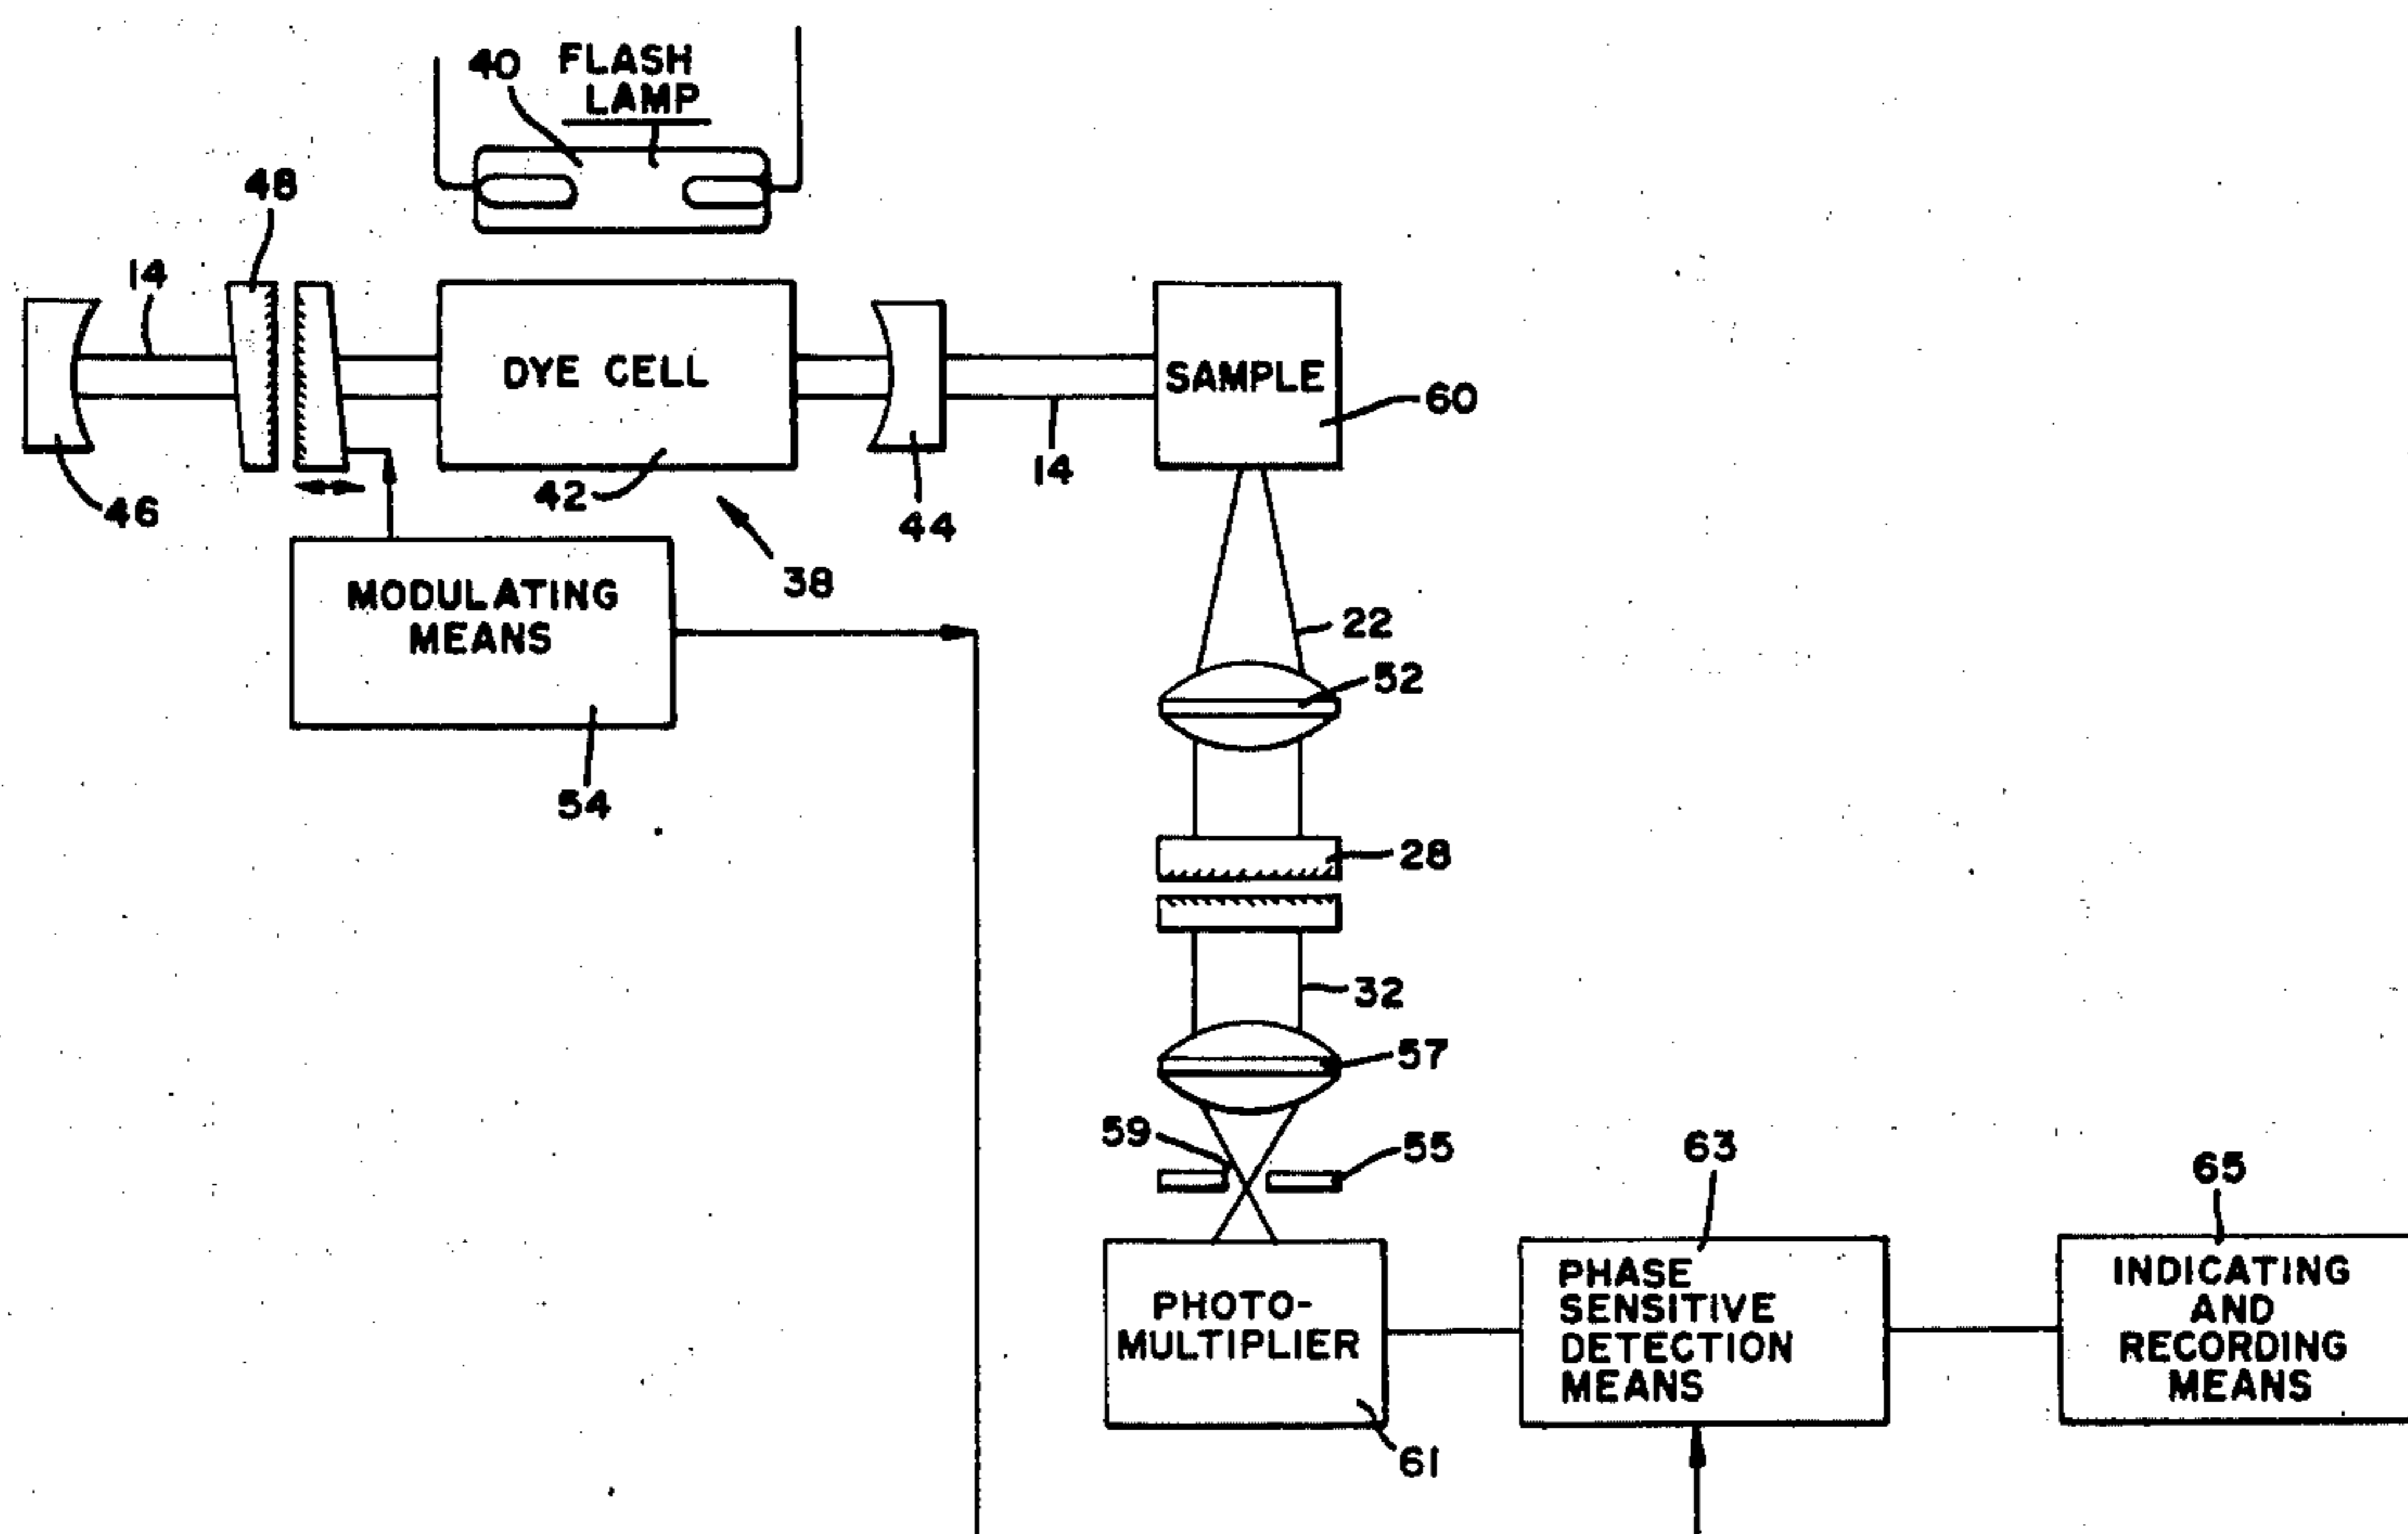 40
FLASH
LAMP
48
14
46
DYE CELL
42
44
SAMPLE
60
14
38
MODULATING
MEANS
54
22
52
28
32
57
59
55
PHOTO-
MULTIPLIER
61
63
PHASE
SENSITIVE
DETECTION
MEANS
65
INDICATING
AND
RECORDING
MEANS